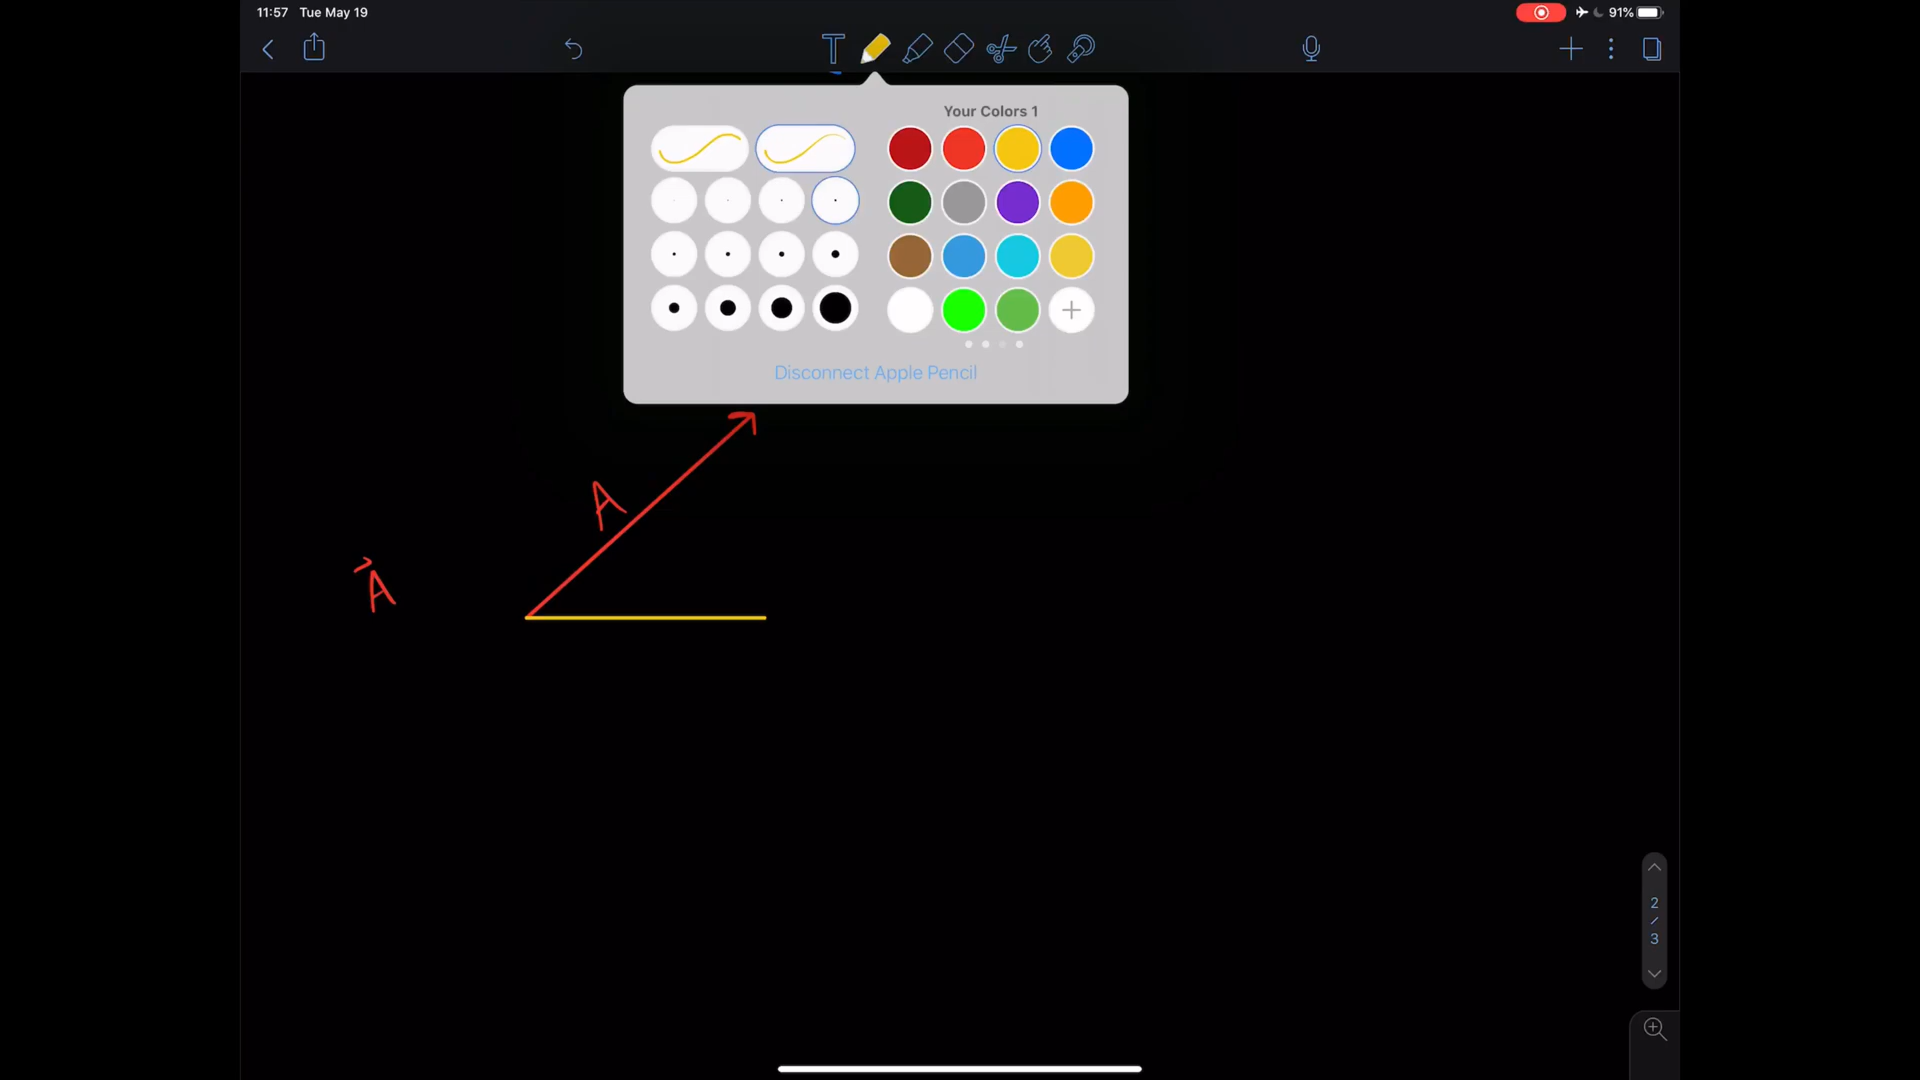 11:57 Tue May 19
91%
T
Your Colors 1
Disconnect Apple Pencil
A
A⃗
2
/
3